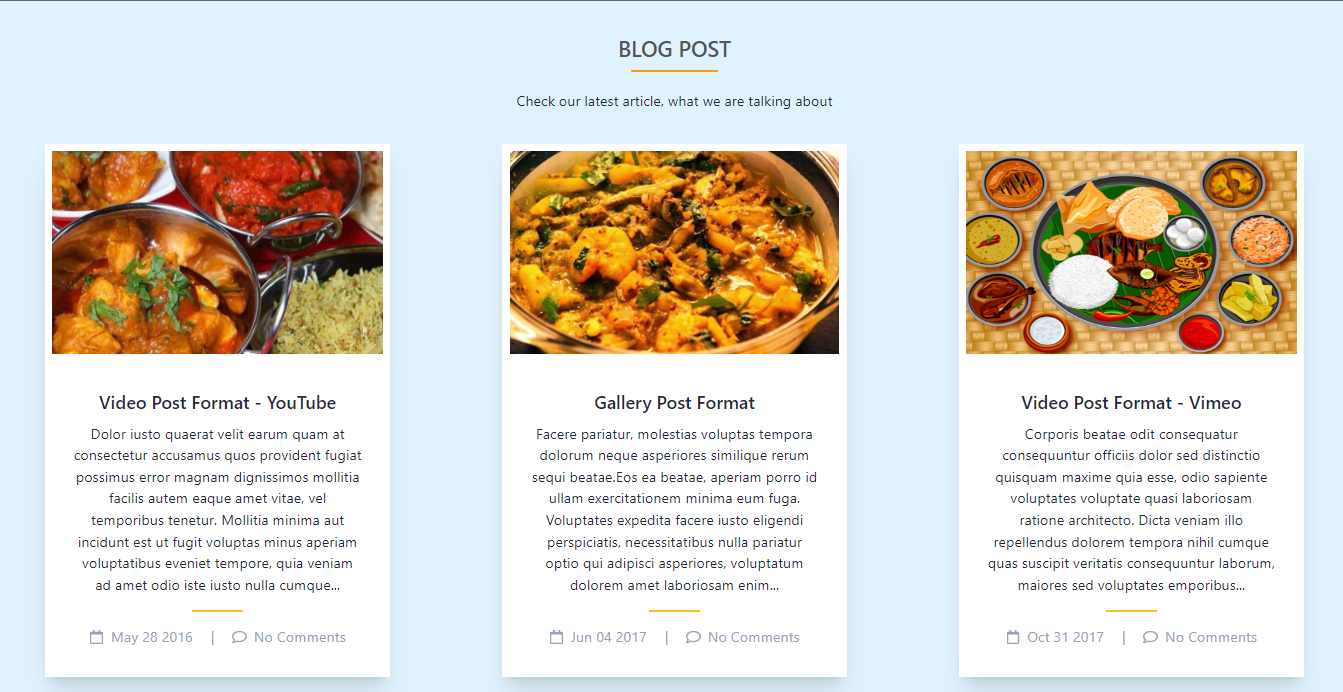 BLOG POST
Check our latest article, what we are talking about
Video Post Format - YouTube
Dolor iusto quaerat velit earum quam at
consectetur accusamus quos provident fugiat
possimus error magnam dignissimos mollitia
facilis autem eaque amet vitae, vel
temporibus tenetur. Mollitia minima aut
incidunt est ut fugit voluptas minus aperiam
voluptatibus eveniet tempore, quia veniam
ad amet odio iste iusto nulla cumque...
May 28 2016 | No Comments
Gallery Post Format
Facere pariatur, molestias voluptas tempora
dolorum neque asperiores similique rerum
sequi beatae.Eos ea beatae, aperiam porro id
ullam exercitationem minima eum fuga.
Voluptates expedita facere iusto eligendi
perspiciatis, necessitatibus nulla pariatur
optio qui adipisci asperiores, voluptatum
dolorem amet laboriosam enim...
Jun 04 2017 | No Comments
Video Post Format - Vimeo
Corporis beatae odit consequatur
consequuntur officiis dolor sed distinctio
quisquam maxime quia esse, odio sapiente
voluptates voluptate quasi laboriosam
ratione architecto. Dicta veniam illo
repellendus dolorem tempora nihil cumque
quas suscipit veritatis consequuntur laborum,
maiores sed voluptates emporibus...
Oct 31 2017 | No Comments